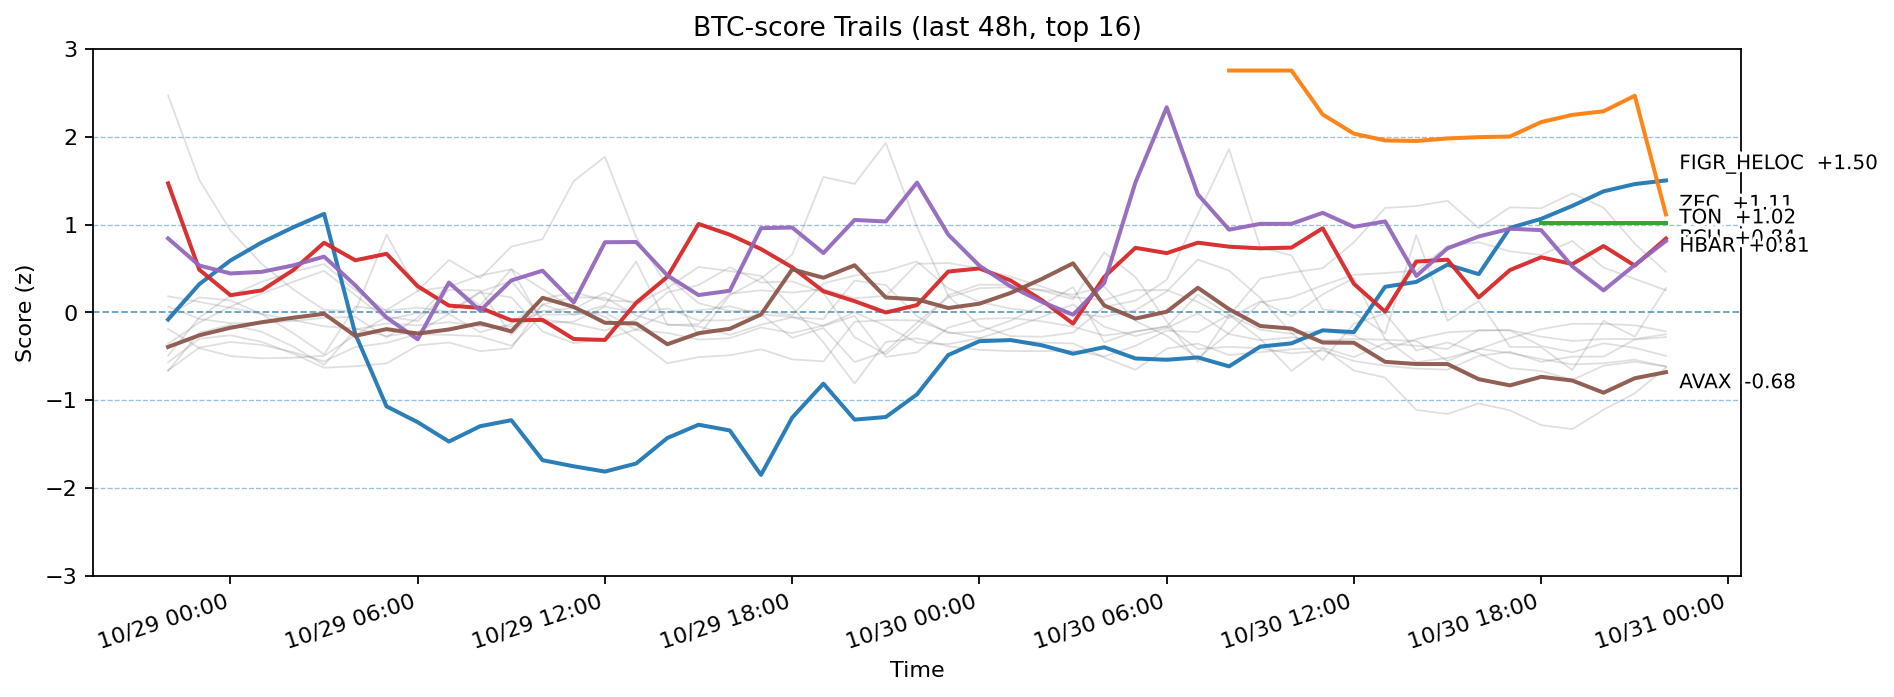 BTC-score Trails (last 48h, top 16)
Score (z)
3
2
1
0
−1
−2
−3
FIGR_HELOC +1.50
ZEC +1.11
TON +1.02
HBAR +0.81
AVAX -0.68
10/29 00:00
10/29 06:00
10/29 12:00
10/29 18:00
10/30 00:00
10/30 06:00
10/30 12:00
10/30 18:00
10/31 00:00
Time